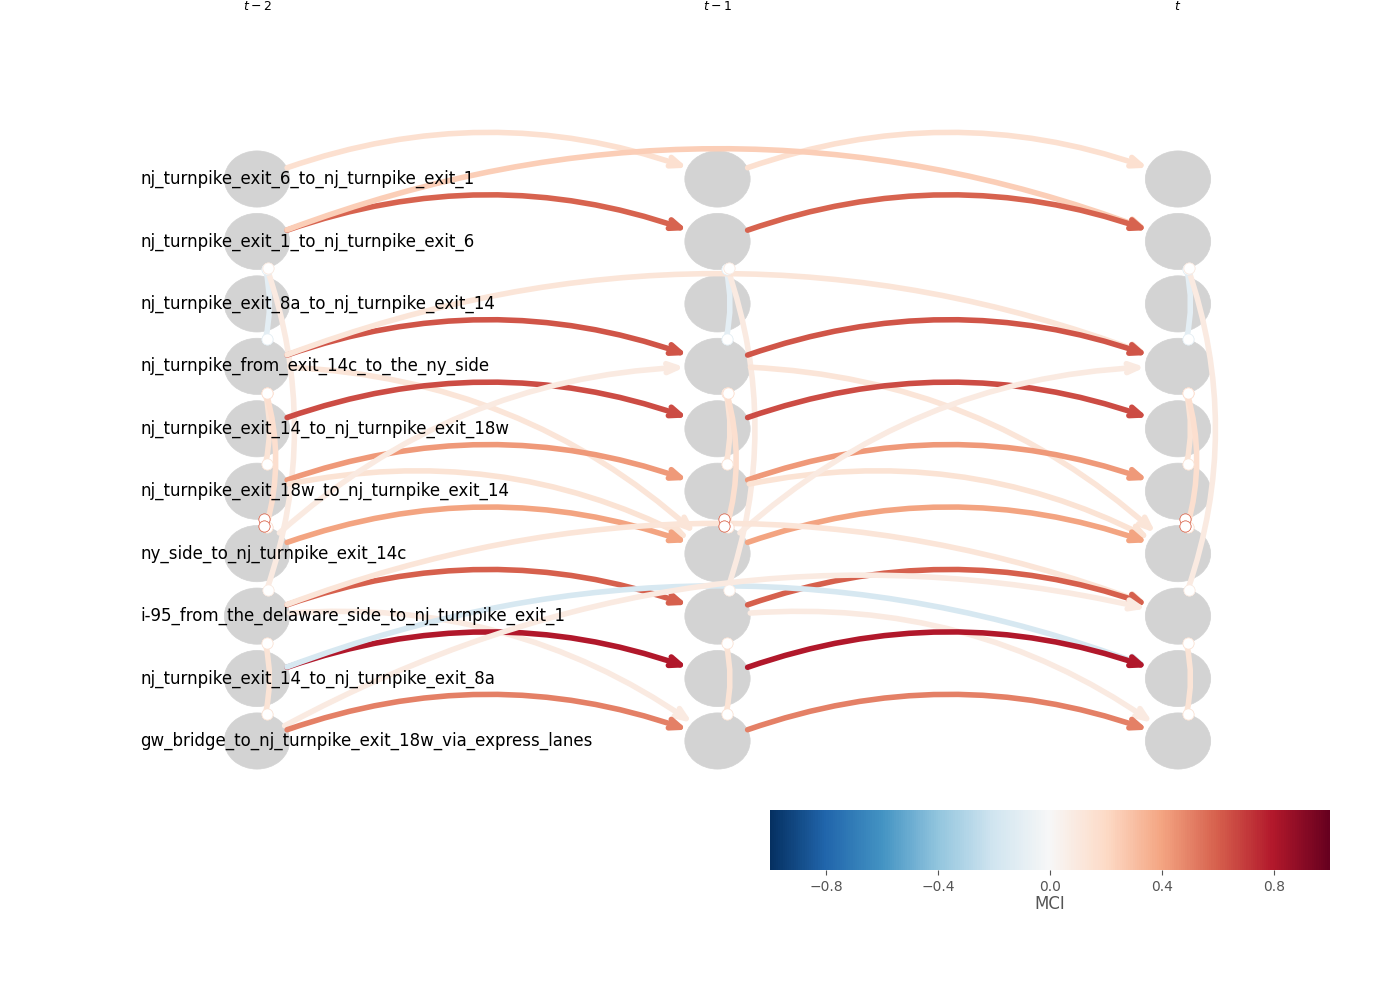 t − 2 t − 1 t
nj_turnpike_exit_6_to_nj_turnpike_exit_1
nj_turnpike_exit_1_to_nj_turnpike_exit_6
nj_turnpike_exit_8a_to_nj_turnpike_exit_14
nj_turnpike_from_exit_14c_to_the_ny_side
nj_turnpike_exit_14_to_nj_turnpike_exit_18w
nj_turnpike_exit_18w_to_nj_turnpike_exit_14
ny_side_to_nj_turnpike_exit_14c
i-95_from_the_delaware_side_to_nj_turnpike_exit_1
nj_turnpike_exit_14_to_nj_turnpike_exit_8a
gw_bridge_to_nj_turnpike_exit_18w_via_express_lanes
−0.8 −0.4 0.0 0.4 0.8
MCI